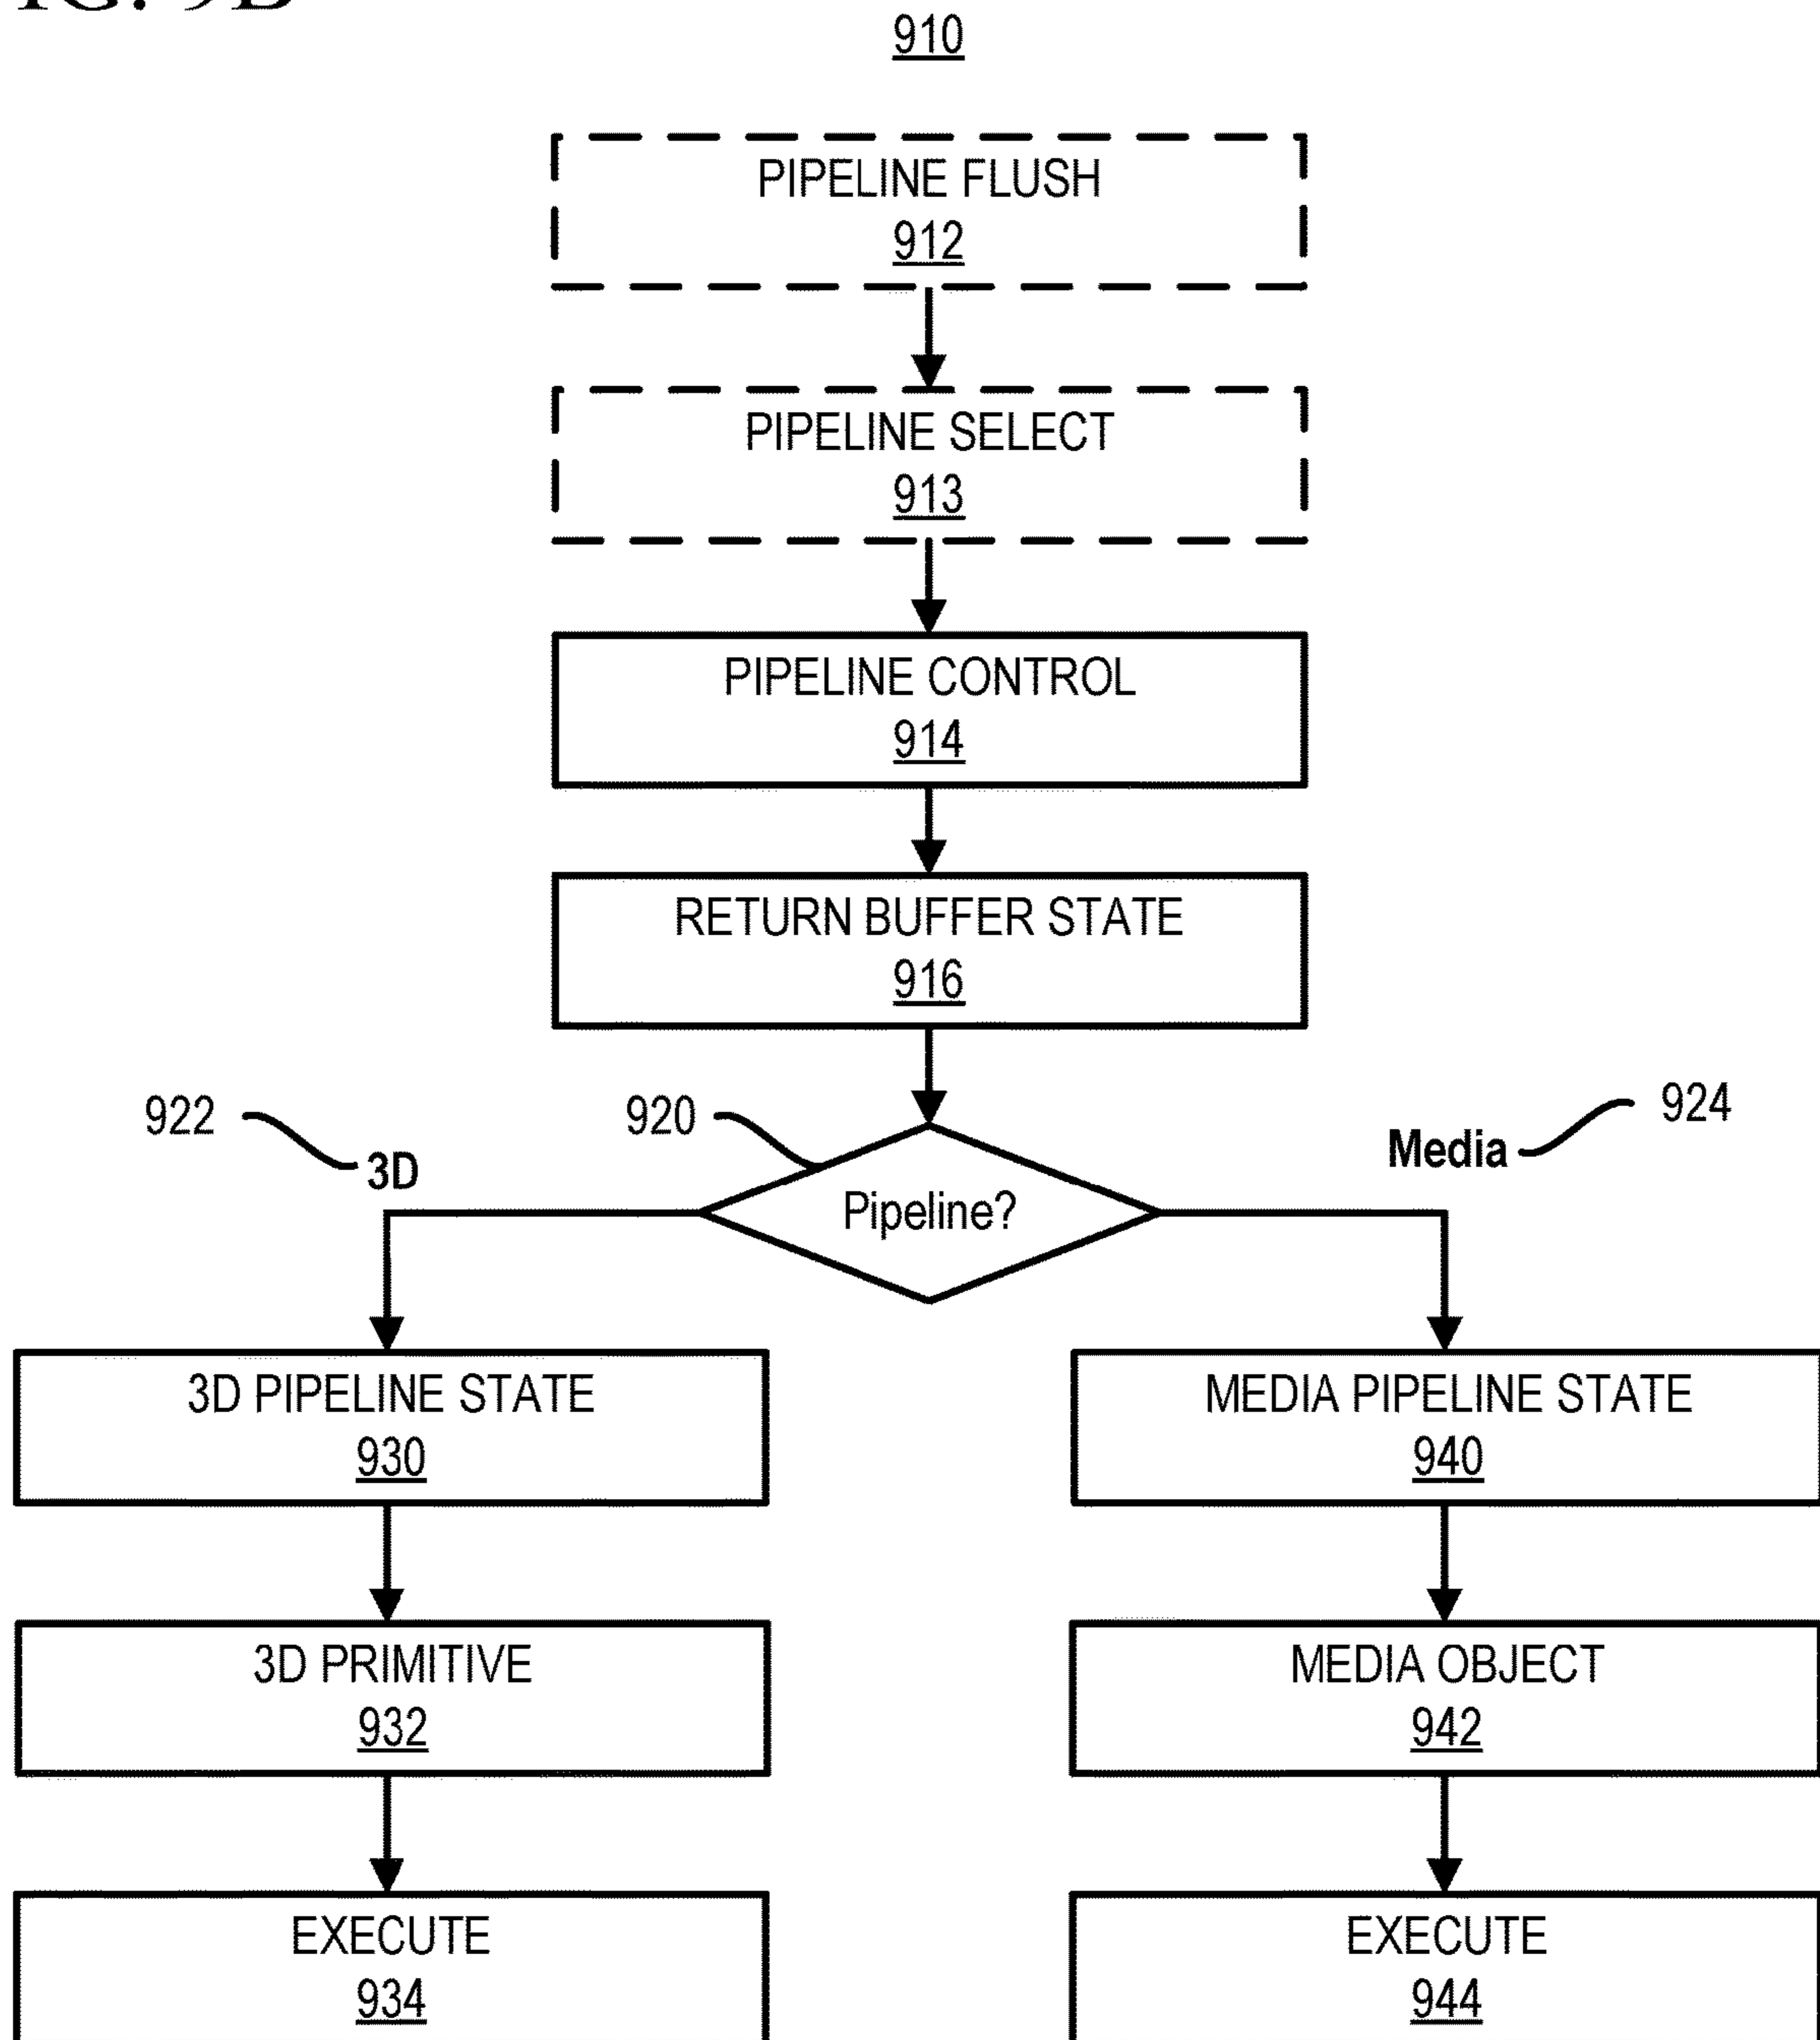 910
PIPELINE FLUSH
912
PIPELINE SELECT
913
PIPELINE CONTROL
914
RETURN BUFFER STATE
916
922
920
924
3D
Media
Pipeline?
3D PIPELINE STATE
930
MEDIA PIPELINE STATE
940
3D PRIMITIVE
932
MEDIA OBJECT
942
EXECUTE
934
EXECUTE
944